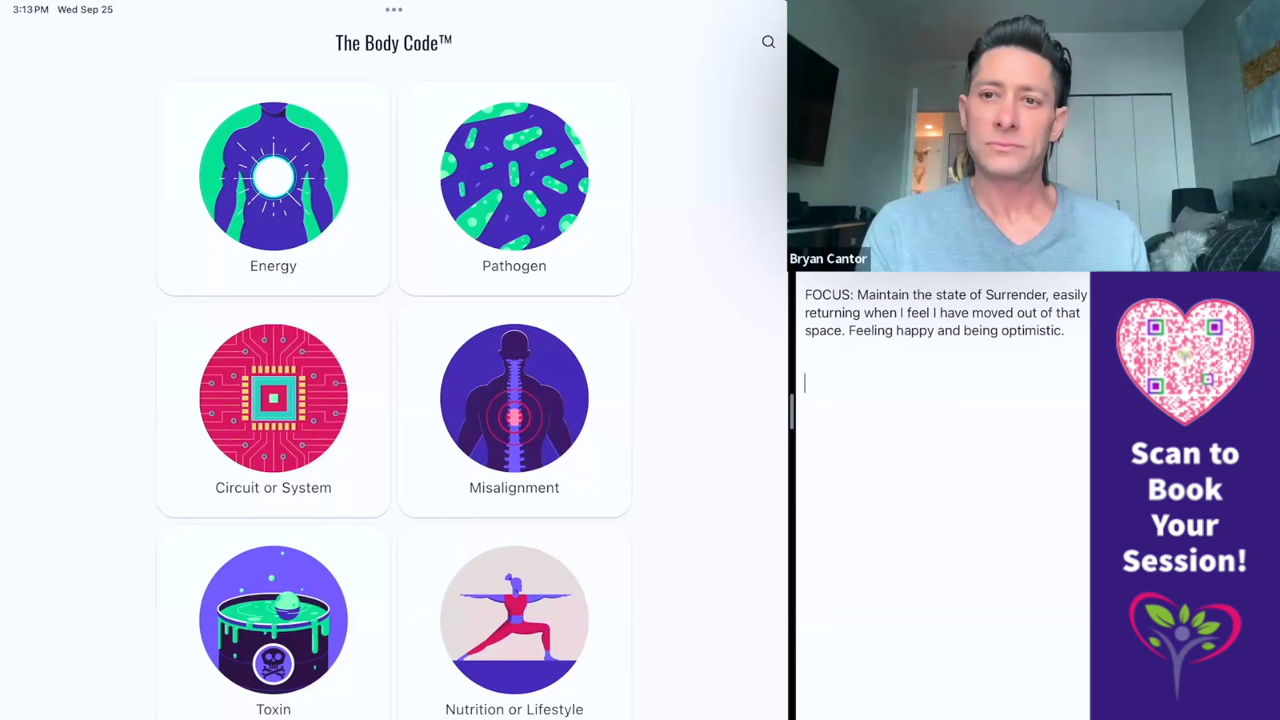 3:13 PM Wed Sep 25
The Body Code™
Energy
Pathogen
Circuit or System
Misalignment
Toxin
Nutrition or Lifestyle
Bryan Cantor
FOCUS: Maintain the state of Surrender, easily
returning when I feel I have moved out of that
space. Feeling happy and being optimistic.
Scan to
Book
Your
Session!